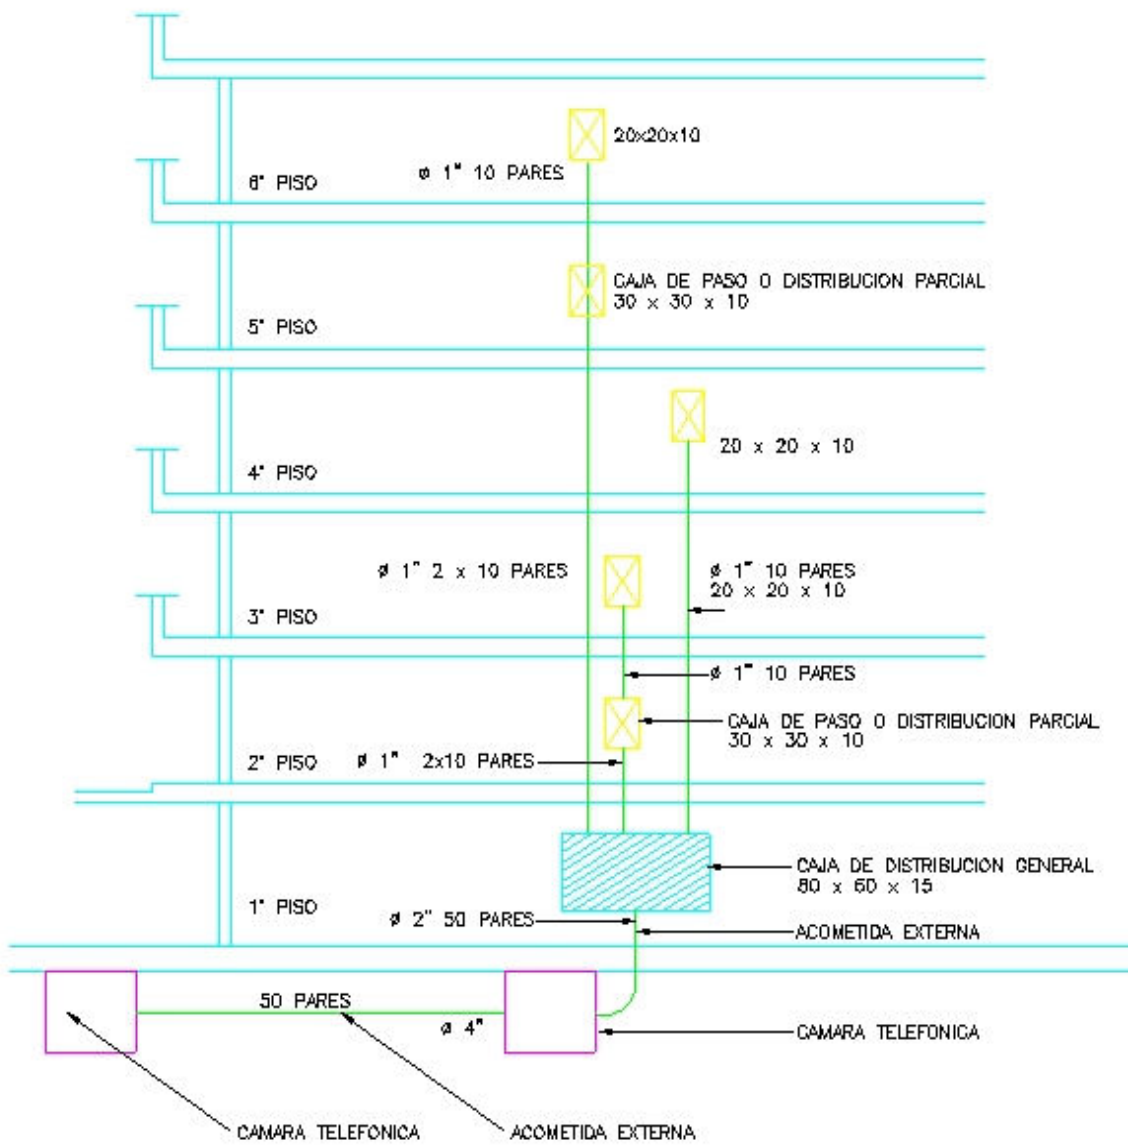 20x20x10
ø 1" 10 PARES
6° PISO
CAJA DE PASO O DISTRIBUCION PARCIAL
30 x 30 x 10
5° PISO
20 x 20 x 10
4° PISO
ø 1" 2 x 10 PARES
ø 1" 10 PARES
20 x 20 x 10
3° PISO
ø 1" 10 PARES
CAJA DE PASO O DISTRIBUCION PARCIAL
30 x 30 x 10
2° PISO
ø 1" 2x10 PARES
CAJA DE DISTRIBUCION GENERAL
80 x 60 x 15
1° PISO
ø 2" 50 PARES
ACOMETIDA EXTERNA
50 PARES
ø 4"
CAMARA TELEFONICA
CAMARA TELEFONICA
ACOMETIDA EXTERNA